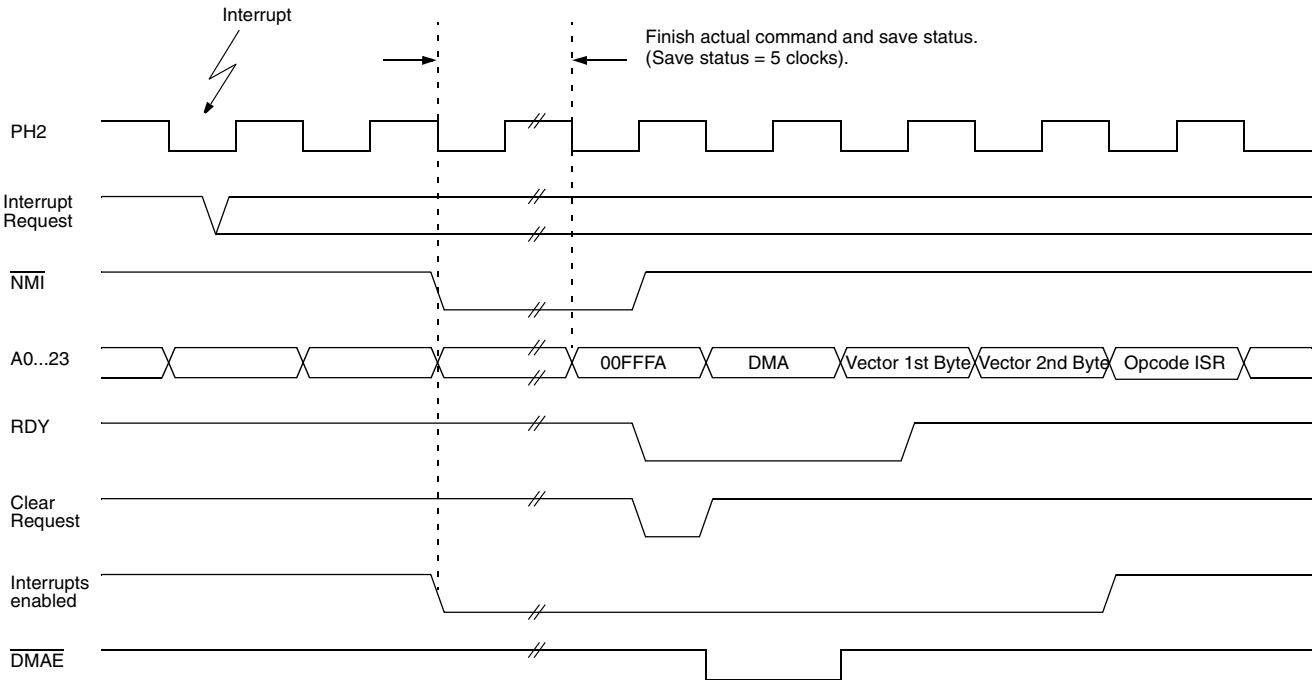 Interrupt
Finish actual command and save status.
(Save status = 5 clocks).
PH2
Interrupt
Request
NMI
A0...23
00FFFA
DMA
Vector 1st Byte
Vector 2nd Byte
Opcode ISR
RDY
Clear
Request
Interrupts
enabled
DMAE